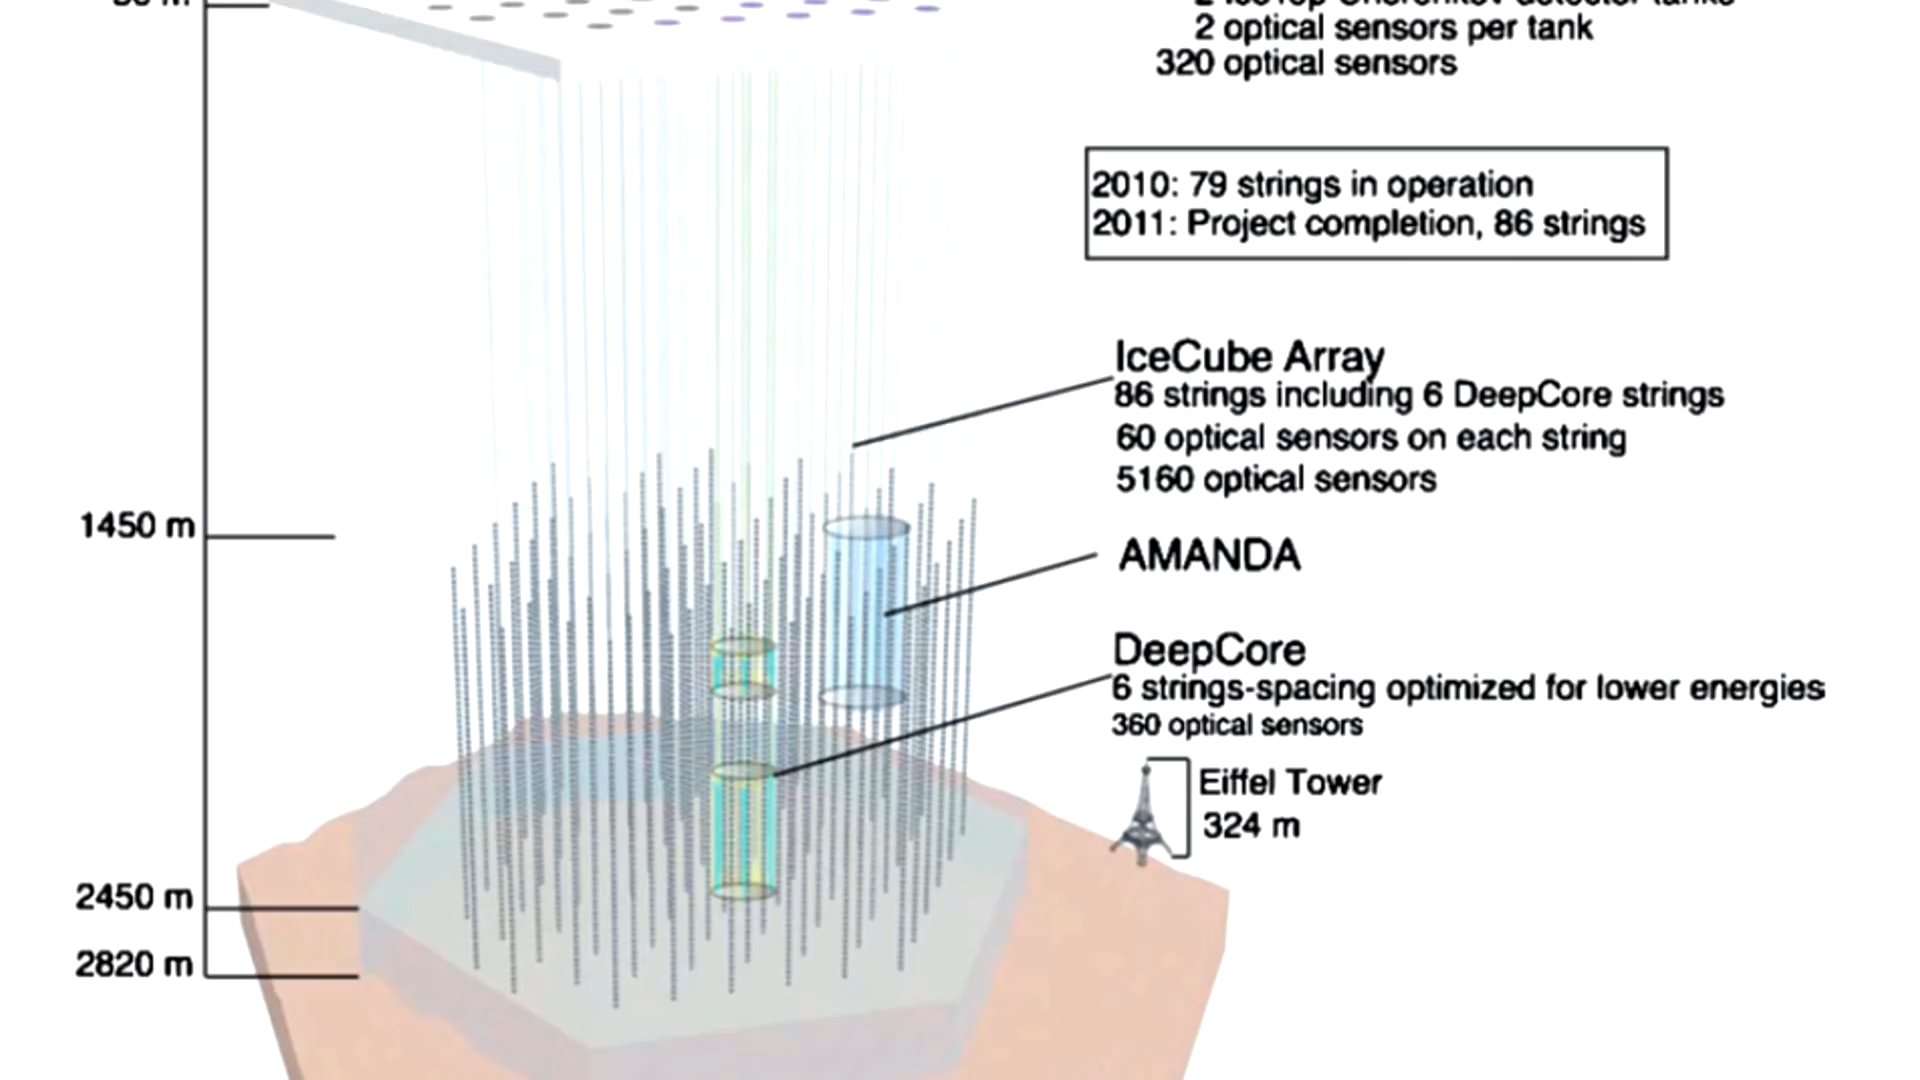 2 optical sensors per tank
320 optical sensors
2010: 79 strings in operation
2011: Project completion, 86 strings
IceCube Array
86 strings including 6 DeepCore strings
60 optical sensors on each string
5160 optical sensors
1450 m
AMANDA
DeepCore
6 strings-spacing optimized for lower energies
360 optical sensors
Eiffel Tower
324 m
2450 m
2820 m